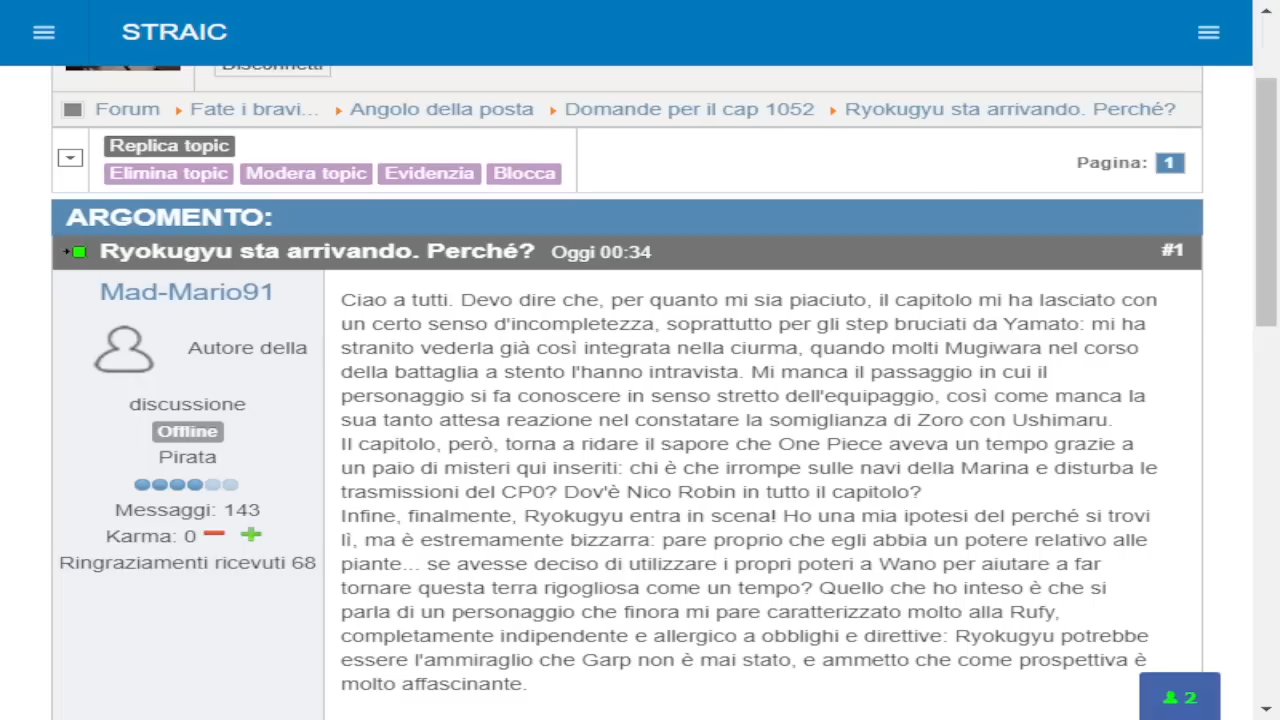 STRAIC
Disconnetti
Forum Fate i bravi... Angolo della posta Domande per il cap 1052 Ryokugyu sta arrivando. Perché?
Replica topic
Elimina topic Modera topic Evidenzia Blocca
Pagina: 1
ARGOMENTO:
Ryokugyu sta arrivando. Perché? Oggi 00:34 #1
Mad-Mario91
Autore della
discussione
Offline
Pirata
Messaggi: 143
Karma: 0
Ringraziamenti ricevuti 68
Ciao a tutti. Devo dire che, per quanto mi sia piaciuto, il capitolo mi ha lasciato con
un certo senso d'incompletezza, soprattutto per gli step bruciati da Yamato: mi ha
stranito vederla già così integrata nella ciurma, quando molti Mugiwara nel corso
della battaglia a stento l'hanno intravista. Mi manca il passaggio in cui il
personaggio si fa conoscere in senso stretto dell'equipaggio, così come manca la
sua tanto attesa reazione nel constatare la somiglianza di Zoro con Ushimaru.
Il capitolo, però, torna a ridare il sapore che One Piece aveva un tempo grazie a
un paio di misteri qui inseriti: chi è che irrompe sulle navi della Marina e disturba le
trasmissioni del CP0? Dov'è Nico Robin in tutto il capitolo?
Infine, finalmente, Ryokugyu entra in scena! Ho una mia ipotesi del perché si trovi
lì, ma è estremamente bizzarra: pare proprio che egli abbia un potere relativo alle
piante... se avesse deciso di utilizzare i propri poteri a Wano per aiutare a far
tornare questa terra rigogliosa come un tempo? Quello che ho inteso è che si
parla di un personaggio che finora mi pare caratterizzato molto alla Rufy,
completamente indipendente e allergico a obblighi e direttive: Ryokugyu potrebbe
essere l'ammiraglio che Garp non è mai stato, e ammetto che come prospettiva è
molto affascinante.
2